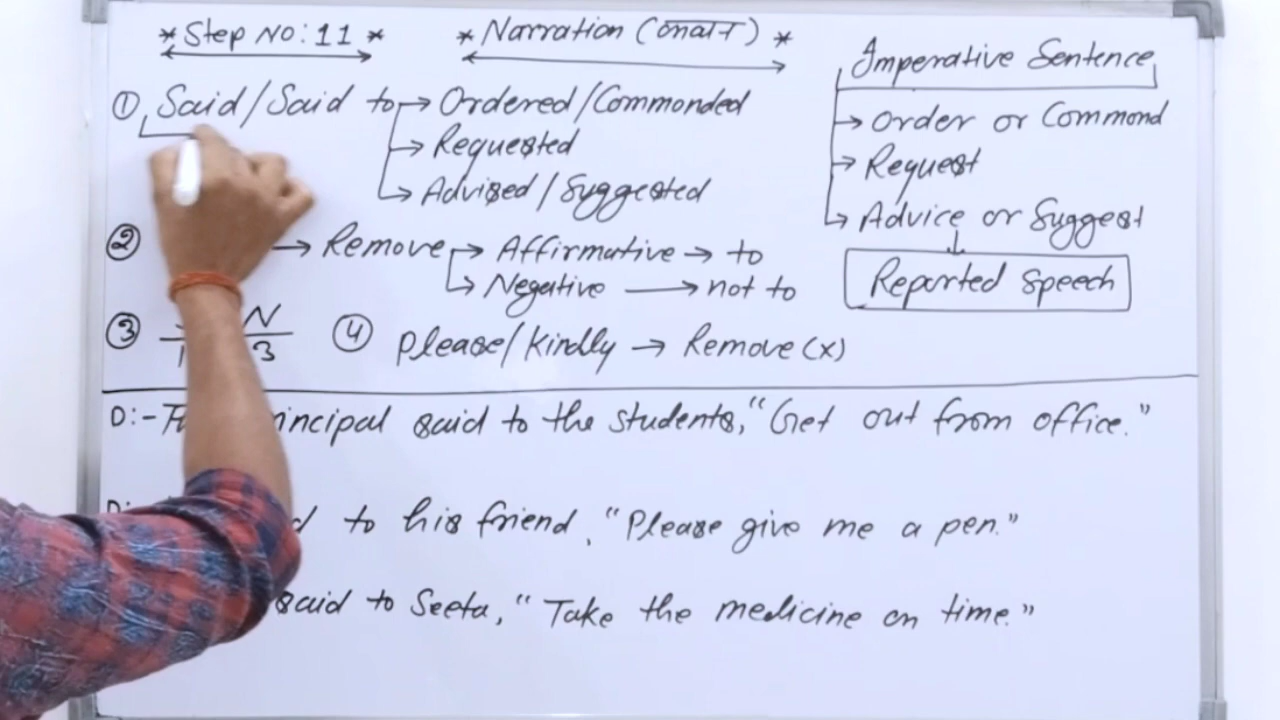 *Step NO:11*
*Narration *
① Said/Said to → Ordered/Commonded
→ Requested
→ Advised/Suggested
② → Remove → Affirmative → to
→ Negative → not to
③ N
3
④ Please/Kindly → Remove (x)
Imperative Sentence
→ Order or Commond
→ Request
→ Advice or Suggest
↓
Reported Speech
D:- said to the students, "Get out from office."
to his friend, "Please give me a pen."
said to Seeta, "Take the medicine on time."